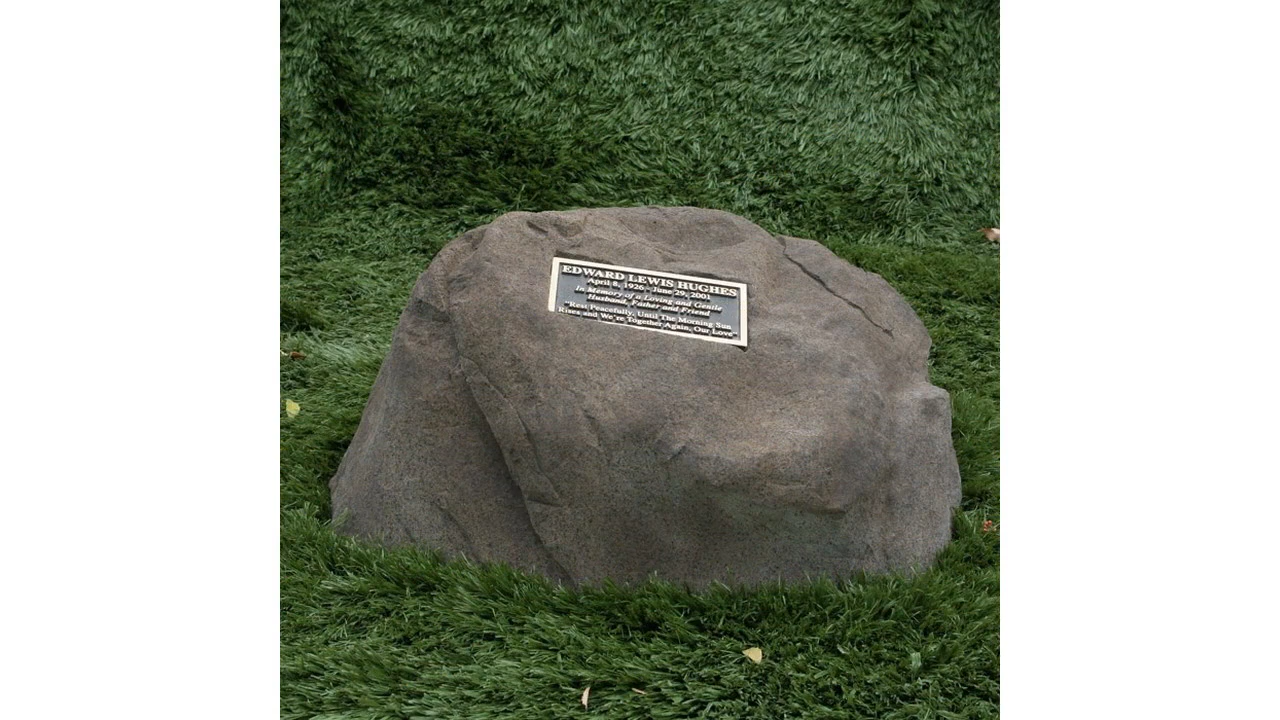 EDWARD LEWIS HUGHES
April 8, 1926 - June 29, 2001
In Memory of a Loving and Gentle
Husband, Father and Friend
"Rest Peacefully, Until The Morning Sun
Rises and We're Together Again, Our Love"